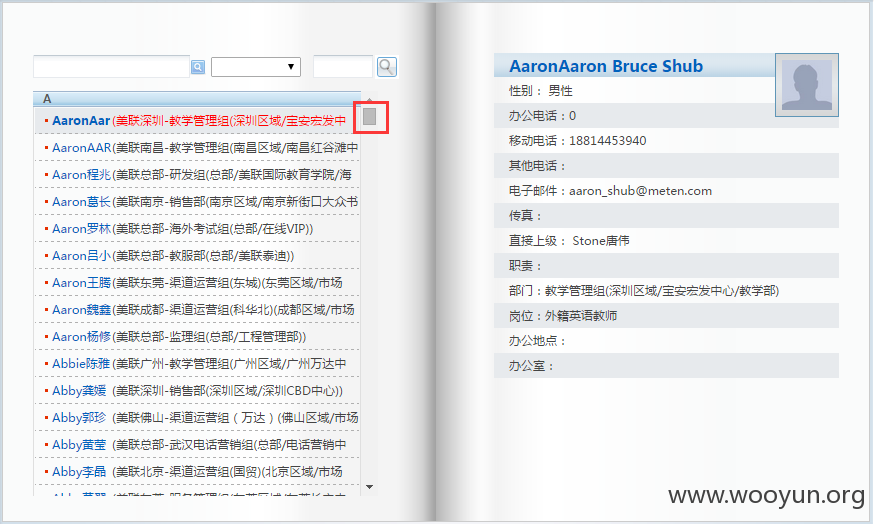 A
AaronAar(美联深圳-教学管理组(深圳区域/宝安宏发中
AaronAAR(美联南昌-教学管理组(南昌区域/南昌红谷滩中
Aaron程兆(美联总部-研发组(总部/美联国际教育学院/海
Aaron葛长(美联南京-销售部(南京区域/南京新街口大众书
Aaron罗林(美联总部-海外考试组(总部/在线VIP))
Aaron吕小(美联总部-教服部(总部/美联泰迪))
Aaron王腾(美联东莞-渠道运营组(东城)(东莞区域/市场
Aaron魏鑫(美联成都-渠道运营组(科华北)(成都区域/市场
Aaron杨修(美联总部-监理组(总部/工程管理部))
Abbie陈雅(美联广州-教学管理组(广州区域/广州万达中
Abby龚媛 (美联深圳-销售部(深圳区域/深圳CBD中心))
Abby郭珍 (美联佛山-渠道运营组（万达）(佛山区域/市场
Abby黄莹 (美联总部-武汉电话营销组(总部/电话营销中
Abby李晶 (美联北京-渠道运营组(国贸)(北京区域/市场
AaronAaron Bruce Shub
性别： 男性
办公电话：0
移动电话：18814453940
其他电话：
电子邮件：aaron_shub@meten.com
传真：
直接上级： Stone唐伟
职责：
部门：教学管理组(深圳区域/宝安宏发中心/教学部)
岗位：外籍英语教师
办公地点：
办公室：
www.wooyun.org